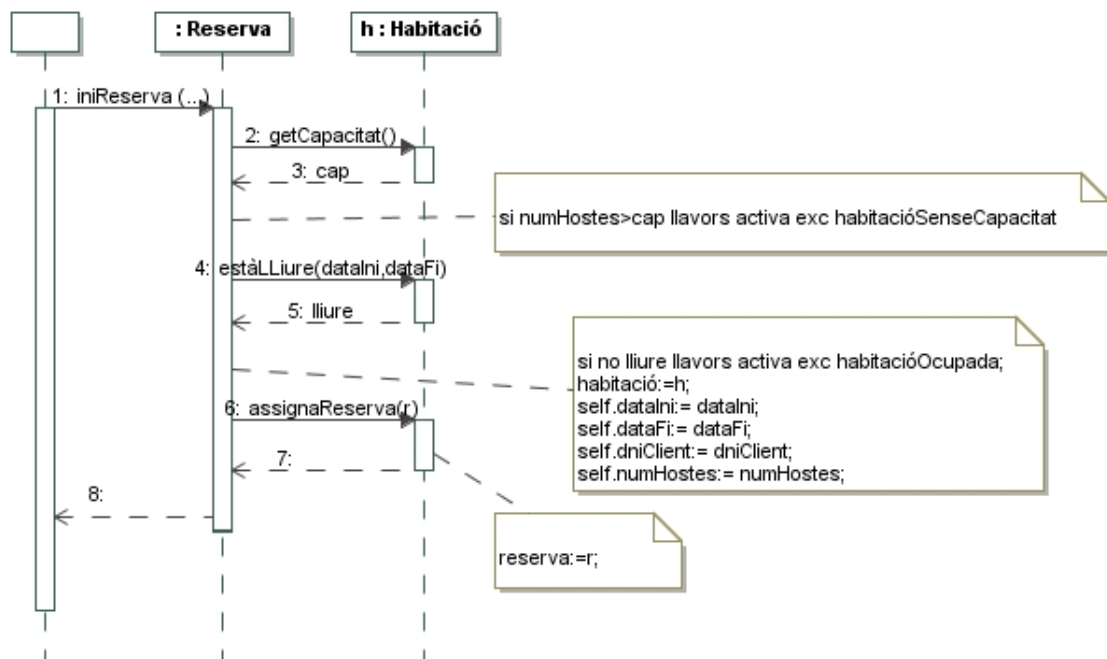 : Reserva
h : Habitació
1: iniReserva (...)
2: getCapacitat()
3: cap
si numHostes>cap llavors activa exc habitacióSenseCapacitat
4: estàLLiure(dataIni,dataFi)
5: lliure
si no lliure llavors activa exc habitacióOcupada;
habitació:=h;
self.dataIni:= dataIni;
self.dataFi:= dataFi;
self.dniClient:= dniClient;
self.numHostes:= numHostes;
6: assignaReserva(r)
7:
8:
reserva:=r;